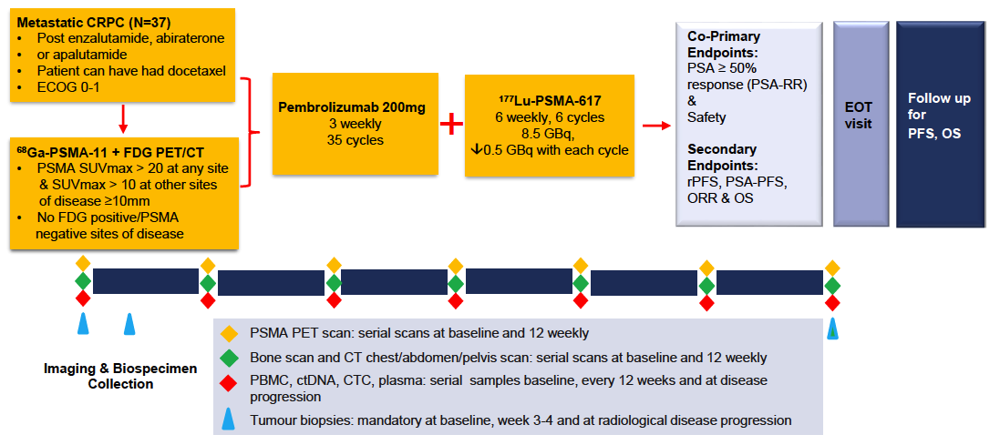 Metastatic CRPC (N=37)
• Post enzalutamide, abiraterone
• or apalutamide
• Patient can have had docetaxel
• ECOG 0-1
⁶⁸Ga-PSMA-11 + FDG PET/CT
• PSMA SUVmax > 20 at any site
& SUVmax > 10 at other sites
of disease ≥10mm
• No FDG positive/PSMA
negative sites of disease
Pembrolizumab 200mg
3 weekly
35 cycles
+
¹⁷⁷Lu-PSMA-617
6 weekly, 6 cycles
8.5 GBq,
↓0.5 GBq with each cycle
Co-Primary
Endpoints:
PSA ≥ 50%
response (PSA-RR)
&
Safety
Secondary
Endpoints:
rPFS, PSA-PFS,
ORR & OS
EOT
visit
Follow up
for
PFS, OS
Imaging & Biospecimen
Collection
PSMA PET scan: serial scans at baseline and 12 weekly
Bone scan and CT chest/abdomen/pelvis scan: serial scans at baseline and 12 weekly
PBMC, ctDNA, CTC, plasma: serial samples baseline, every 12 weeks and at disease
progression
Tumour biopsies: mandatory at baseline, week 3-4 and at radiological disease progression